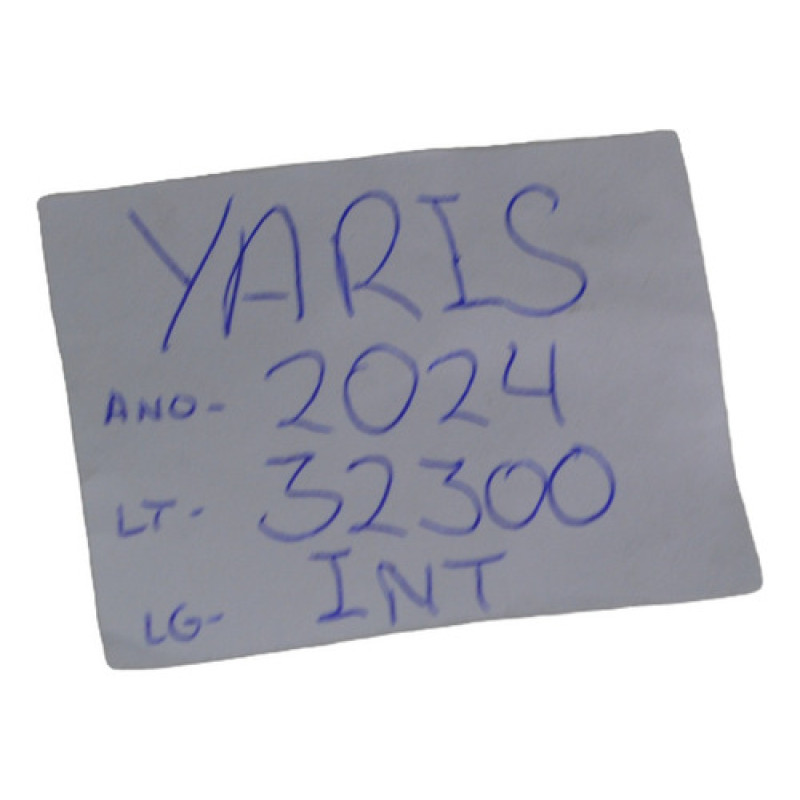 YARIS
ANO- 2024
LT- 32300
LG- INT